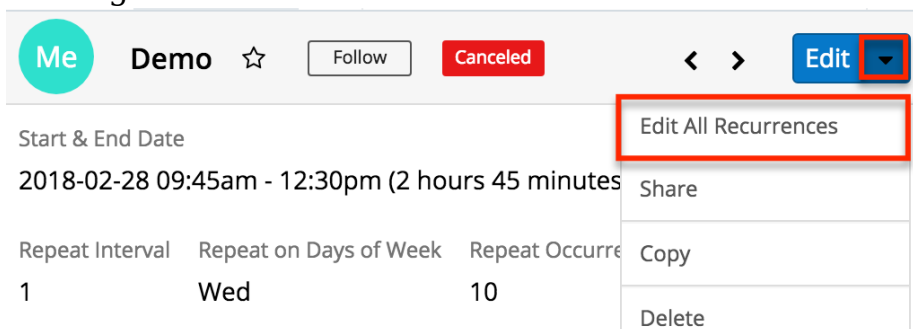 Me Demo Follow Canceled Edit
Edit All Recurrences
Start & End Date
2018-02-28 09:45am - 12:30pm (2 hours 45 minutes
Share
Repeat Interval Repeat on Days of Week Repeat Occurre
Copy
1 Wed 10
Delete